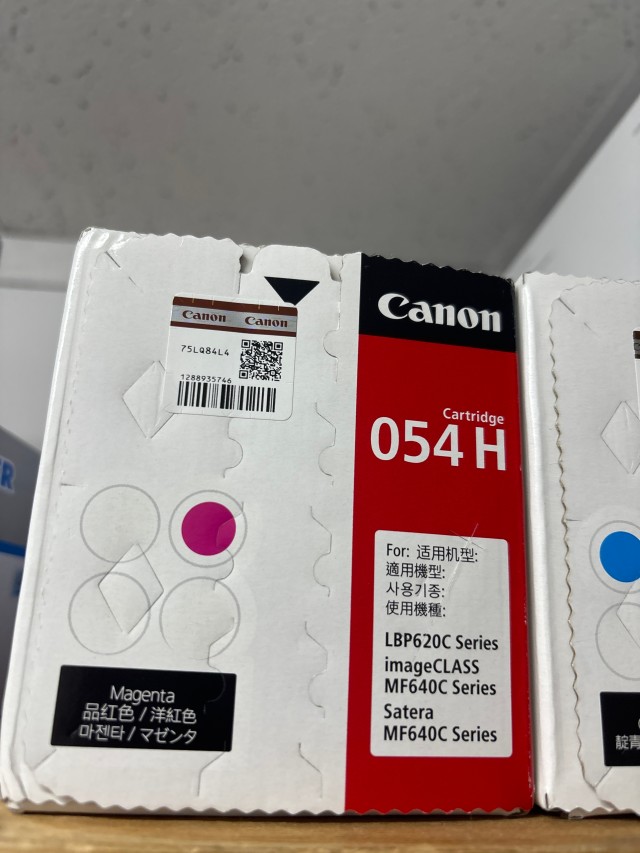 Canon Canon
75LQ84L4
1288935746
Canon
Cartridge
054 H
For: 适用机型:
適用機型:
사용기종:
使用機種:
LBP620C Series
imageCLASS
MF640C Series
Satera
MF640C Series
Magenta
品红色 / 洋紅色
마젠타 / マゼンタ
靛青